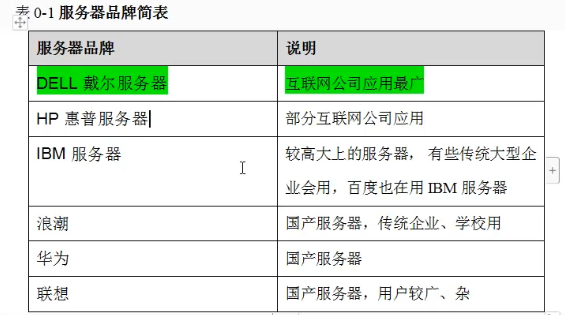 表 0-1 服务器品牌简表
服务器品牌 说明
DELL 戴尔服务器 互联网公司应用最广
HP 惠普服务器 部分互联网公司应用
IBM 服务器 较高大上的服务器， 有些传统大型企
业会用，百度也在用 IBM 服务器
浪潮 国产服务器，传统企业、学校用
华为 国产服务器
联想 国产服务器，用户较广、杂